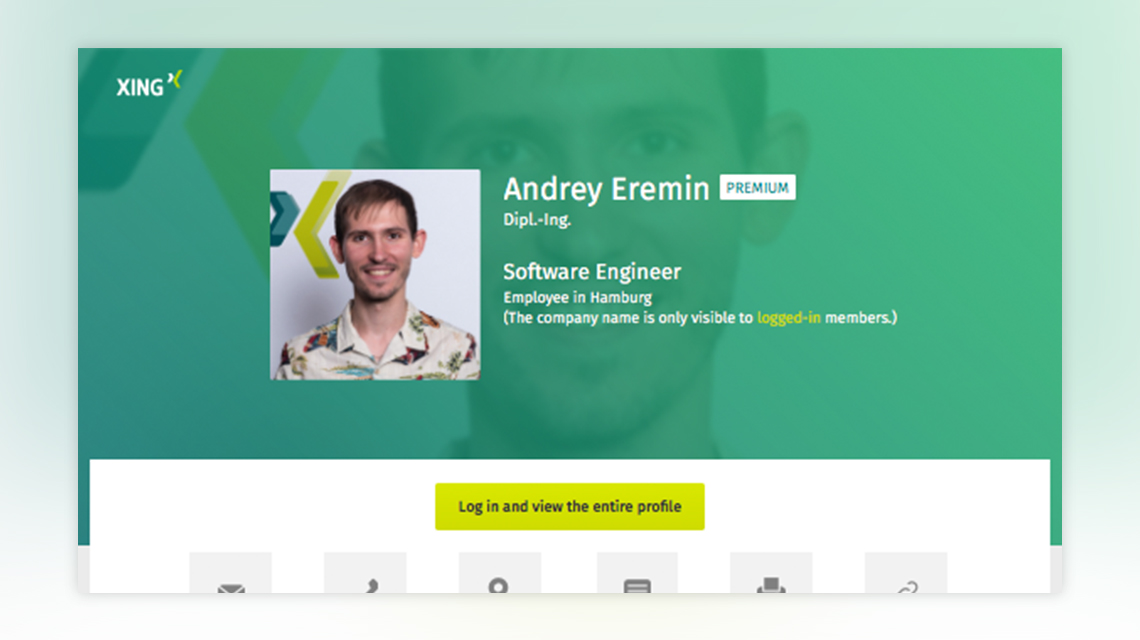 XING
Andrey Eremin PREMIUM
Dipl.-Ing.
Software Engineer
Employee in Hamburg
(The company name is only visible to logged-in members.)
Log in and view the entire profile